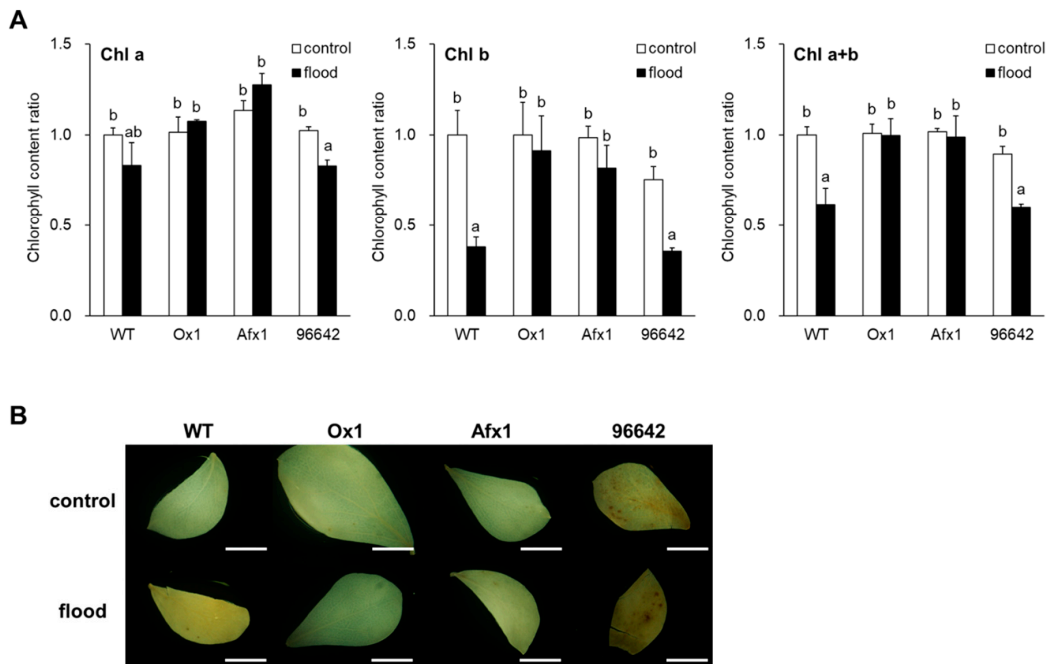 A
Chl a
control
flood
Chlorophyll content ratio
1.5
1.0
0.5
0.0
b ab b b b b b a
WT Ox1 Afx1 96642
Chl b
control
flood
Chlorophyll content ratio
1.5
1.0
0.5
0.0
b a b b b b b a
WT Ox1 Afx1 96642
Chl a+b
control
flood
Chlorophyll content ratio
1.5
1.0
0.5
0.0
b a b b b b b a
WT Ox1 Afx1 96642
B
WT Ox1 Afx1 96642
control
flood